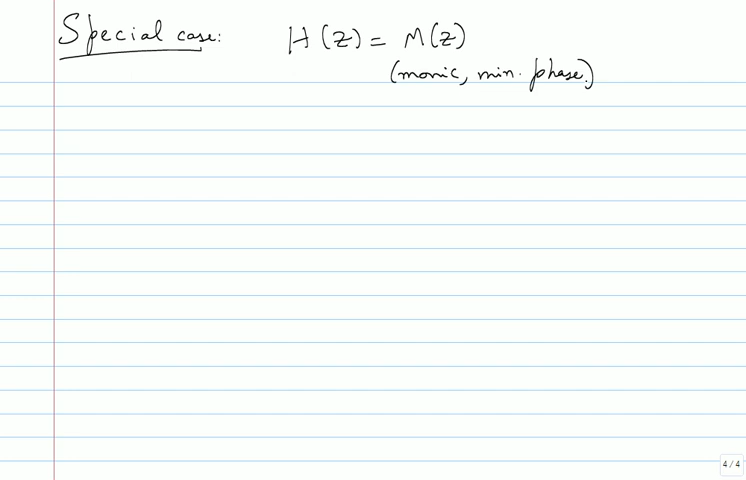 Special case: H(z) = M(z)
(monic, min. phase.)
4/4